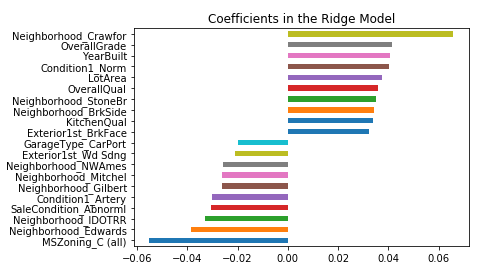 Coefficients in the Ridge Model
Neighborhood_Crawfor
OverallGrade
YearBuilt
Condition1_Norm
LotArea
OverallQual
Neighborhood_StoneBr
Neighborhood_BrkSide
KitchenQual
Exterior1st_BrkFace
GarageType_CarPort
Exterior1st_Wd Sdng
Neighborhood_NWAmes
Neighborhood_Mitchel
Neighborhood_Gilbert
Condition1_Artery
SaleCondition_Abnorml
Neighborhood_IDOTRR
Neighborhood_Edwards
MSZoning_C (all)
−0.06 −0.04 −0.02 0.00 0.02 0.04 0.06